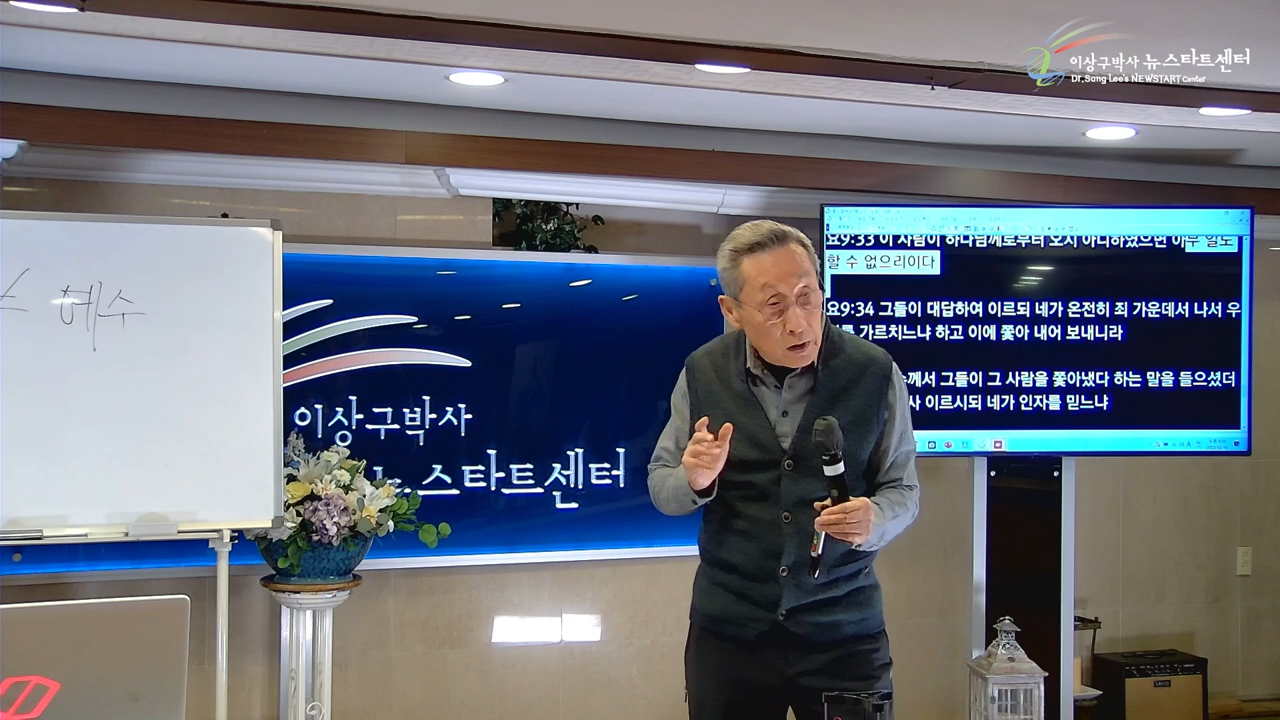 이상구박사 뉴스타트센터
Dr. Sang Lee's NEWSTART Center
예수
이상구박사
뉴스타트센터
요9:33 이 사람이 하나님께로부터 오지 아니하였으면 아무 일도
할 수 없으리이다
요9:34 그들이 대답하여 이르되 네가 온전히 죄 가운데서 나서 우
를 가르치느냐 하고 이에 쫓아 내어 보내니라
께서 그들이 그 사람을 쫓아냈다 하는 말을 들으셨더
사 이르시되 네가 인자를 믿느냐